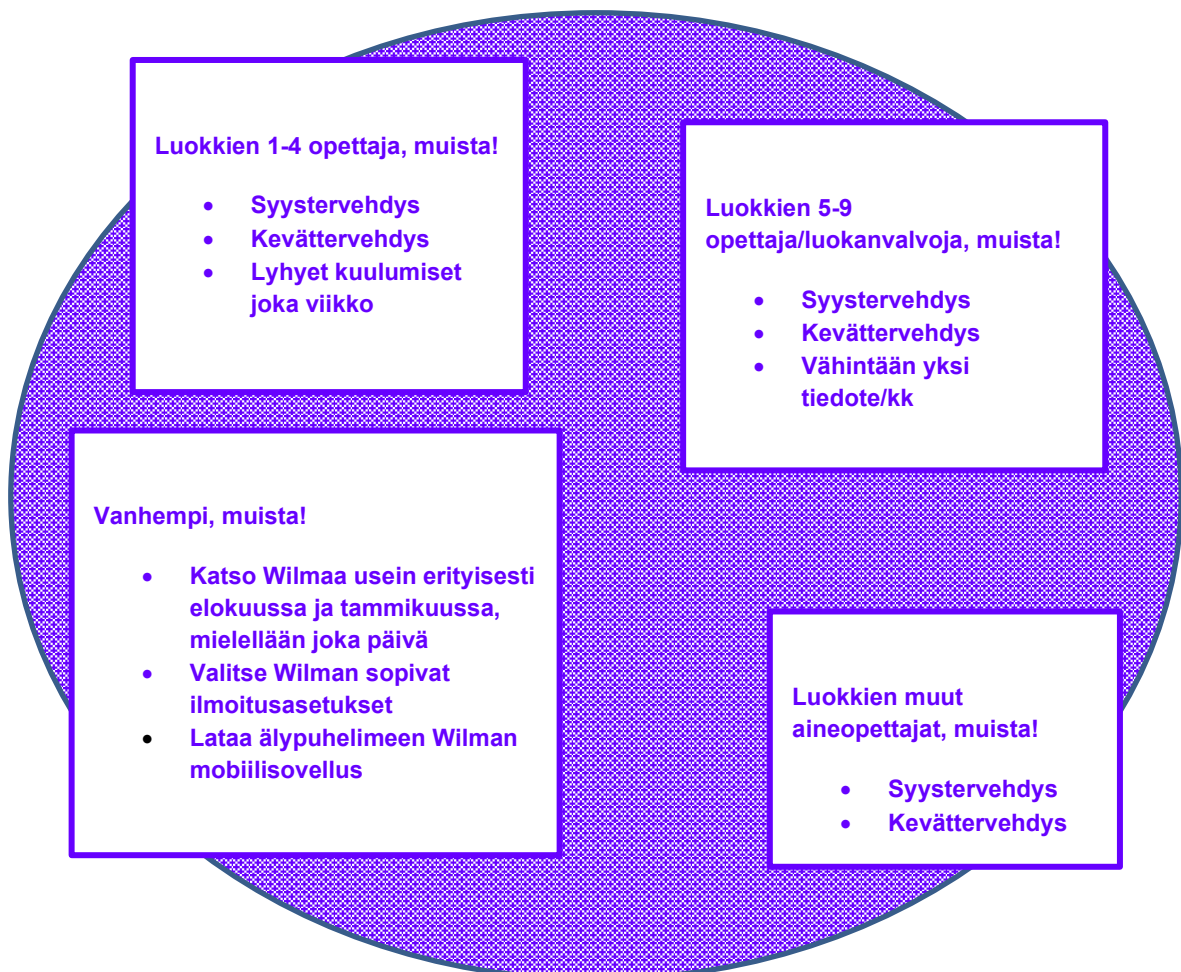 Luokkien 1-4 opettaja, muista!
• Syystervehdys
• Kevättervehdys
• Lyhyet kuulumiset
joka viikko
Luokkien 5-9
opettaja/luokanvalvoja, muista!
• Syystervehdys
• Kevättervehdys
• Vähintään yksi
tiedote/kk
Vanhempi, muista!
• Katso Wilmaa usein erityisesti
elokuussa ja tammikuussa,
mielellään joka päivä
• Valitse Wilman sopivat
ilmoitusasetukset
• Lataa älypuhelimeen Wilman
mobiilisovellus
Luokkien muut
aineopettajat, muista!
• Syystervehdys
• Kevättervehdys